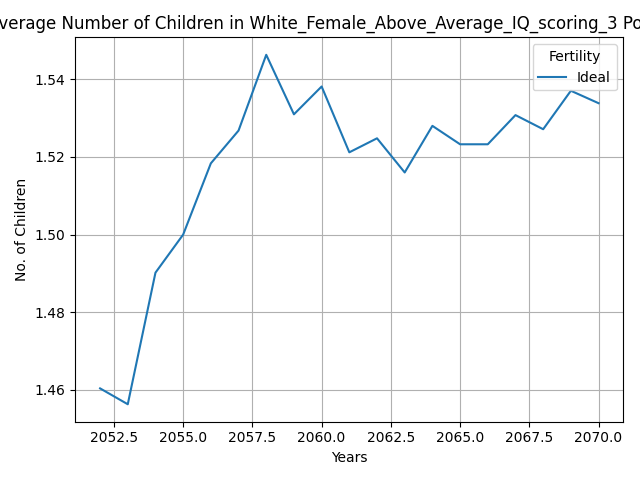 verage Number of Children in White_Female_Above_Average_IQ_scoring_3 Po
Fertility
Ideal
No. of Children
1.54
1.52
1.50
1.48
1.46
2052.5 2055.0 2057.5 2060.0 2062.5 2065.0 2067.5 2070.0
Years